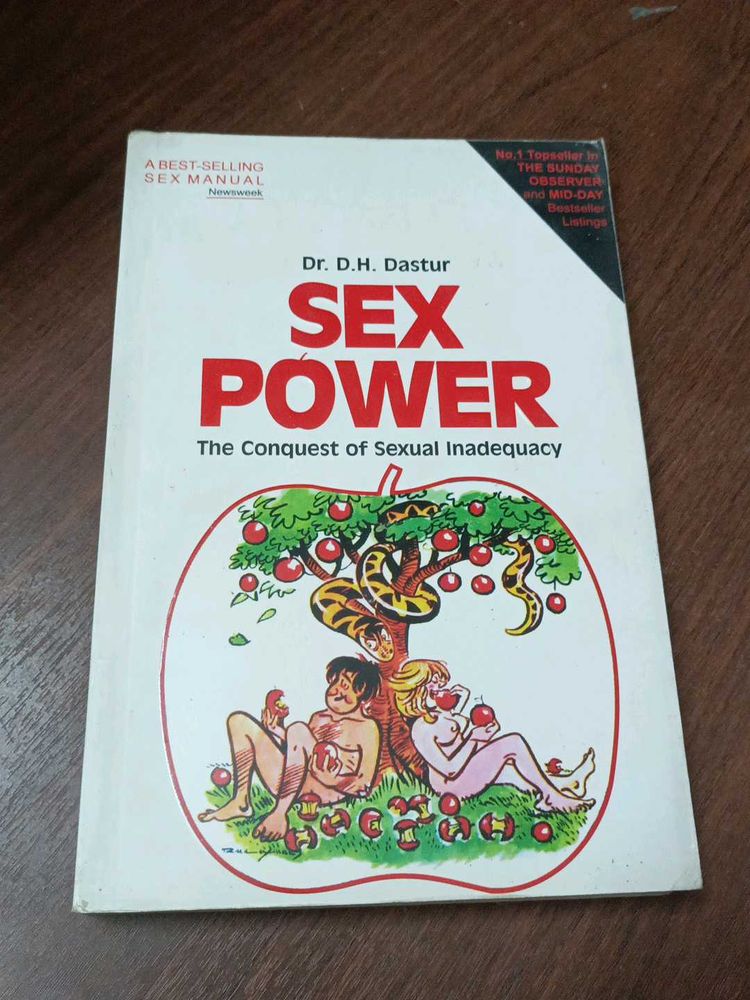 A BEST-SELLING
SEX MANUAL
Newsweek
No.1 Topseller in
THE SUNDAY
OBSERVER
and MID-DAY
Bestseller
Listings
Dr. D.H. Dastur
SEX
POWER
The Conquest of Sexual Inadequacy